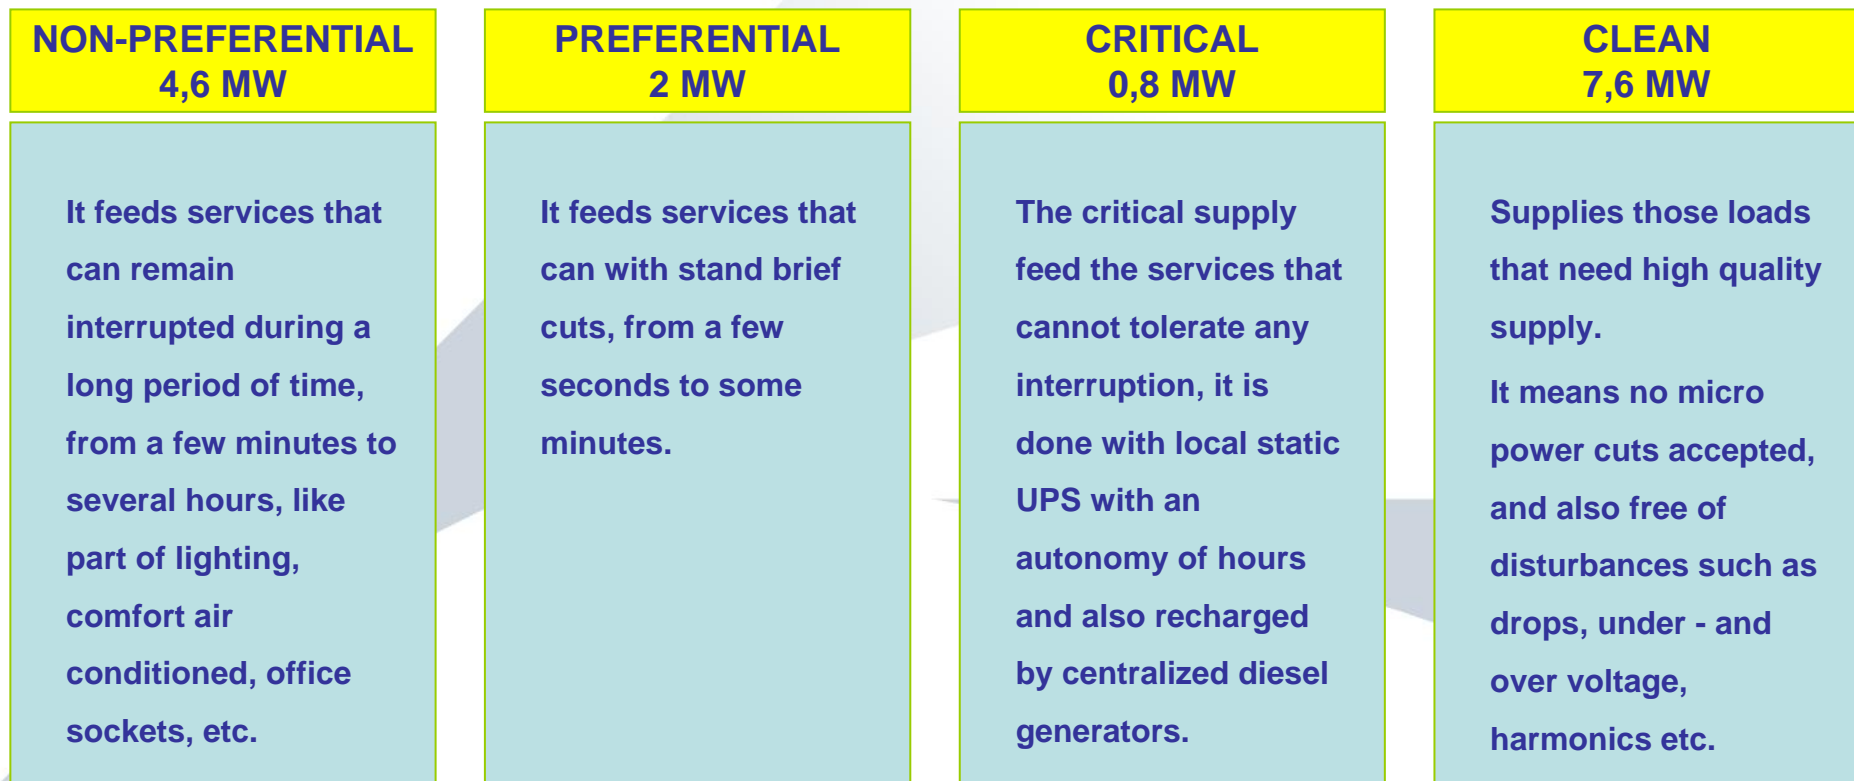 NON-PREFERENTIAL
4,6 MW
It feeds services that
can remain
interrupted during a
long period of time,
from a few minutes to
several hours, like
part of lighting,
comfort air
conditioned, office
sockets, etc.
PREFERENTIAL
2 MW
It feeds services that
can with stand brief
cuts, from a few
seconds to some
minutes.
CRITICAL
0,8 MW
The critical supply
feed the services that
cannot tolerate any
interruption, it is
done with local static
UPS with an
autonomy of hours
and also recharged
by centralized diesel
generators.
CLEAN
7,6 MW
Supplies those loads
that need high quality
supply.
It means no micro
power cuts accepted,
and also free of
disturbances such as
drops, under - and
over voltage,
harmonics etc.